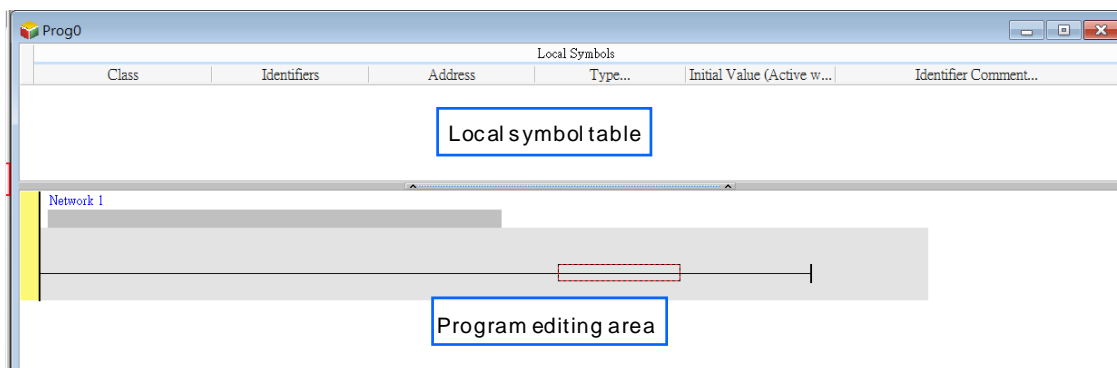 Prog0
Local Symbols
Class Identifiers Address Type... Initial Value (Active w... Identifier Comment...
Local symbol table
Network 1
Program editing area